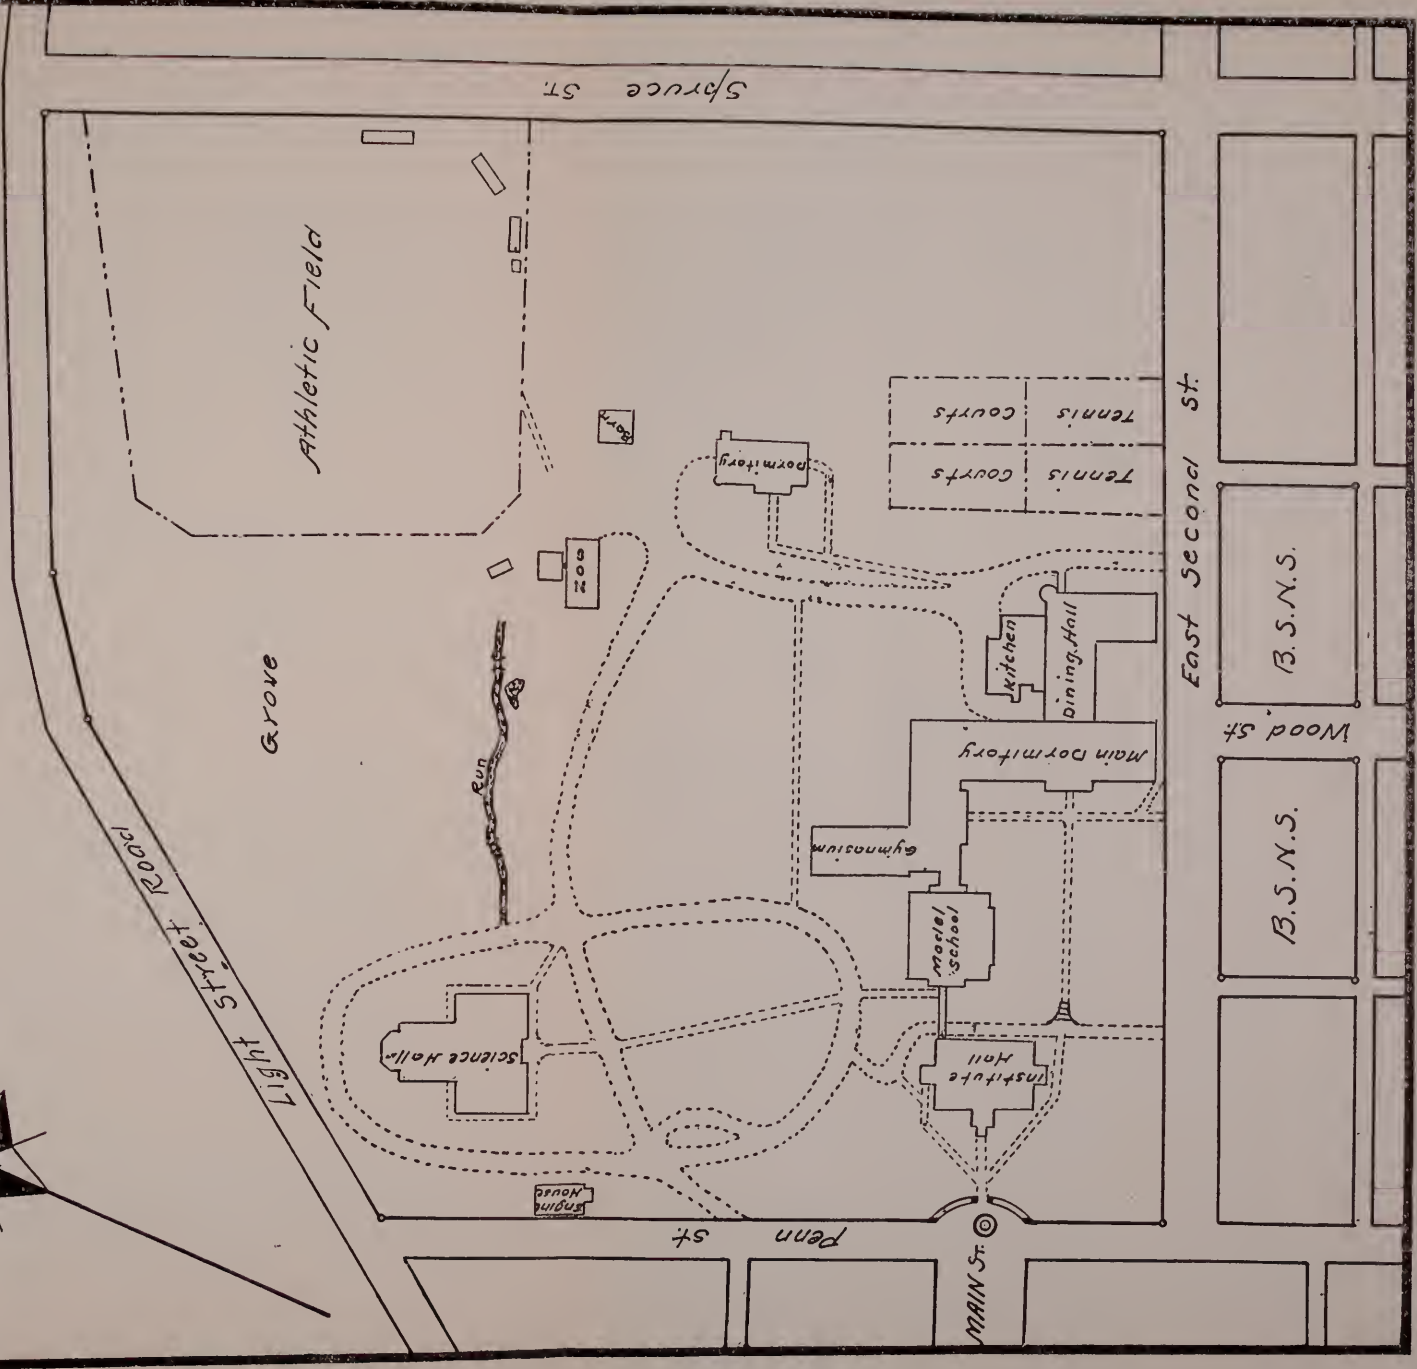 Spruce St.
Athletic Field
Barn
Dormitory
Tennis Courts
Tennis Courts
East Second St.
ZOO
Grove
Run
Kitchen
Dining Hall
B.S.N.S.
Wood St.
Main Dormitory
Gymnasium
Model
School
B.S.N.S.
Light Street Road
Science Hall
Institute
Hall
Engine
House
Penn St.
MAIN ST.